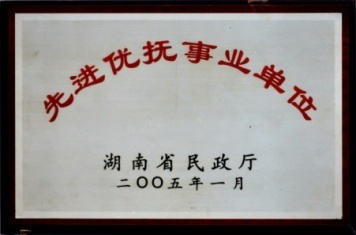 先进优抚事业单位
湖南省民政厅
二〇〇五年一月